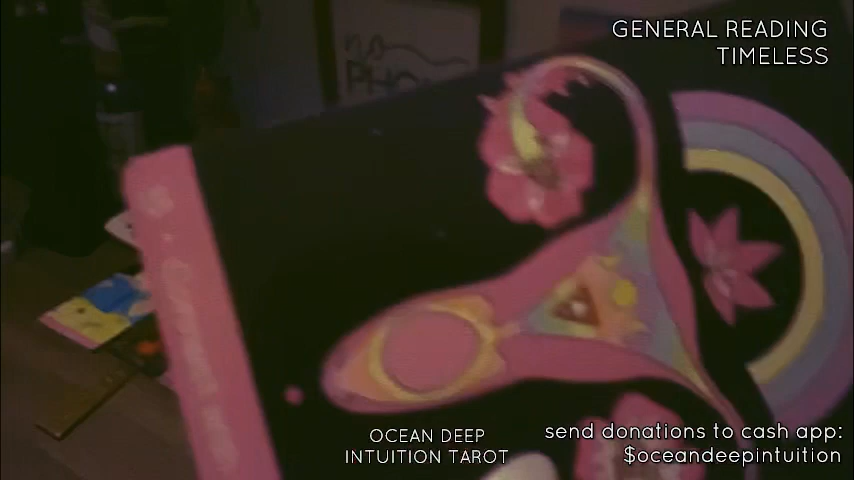 GENERAL READING
TIMELESS
OCEAN DEEP
INTUITION TAROT
send donations to cash app:
$oceandeepintuition